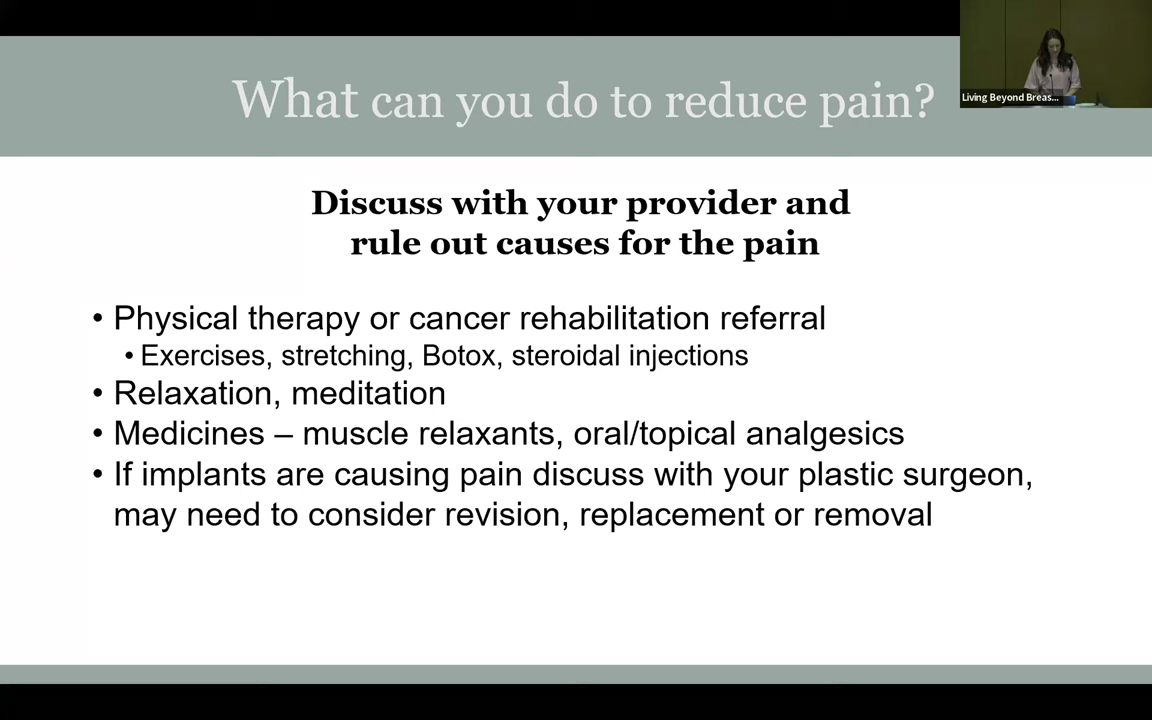 What can you do to reduce pain?
Living Beyond Breas...
Discuss with your provider and
rule out causes for the pain
• Physical therapy or cancer rehabilitation referral
• Exercises, stretching, Botox, steroidal injections
• Relaxation, meditation
• Medicines – muscle relaxants, oral/topical analgesics
• If implants are causing pain discuss with your plastic surgeon,
may need to consider revision, replacement or removal